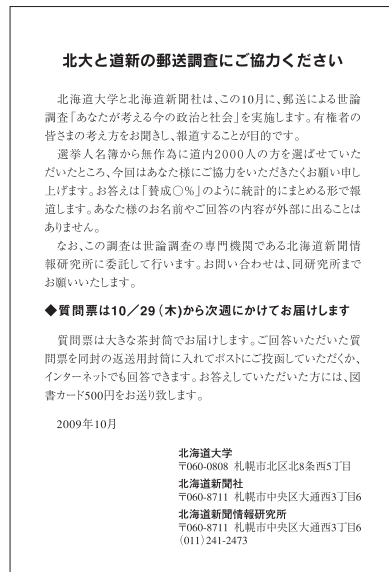 北大と道新の郵送調査にご協力ください
北海道大学と北海道新聞社は、この10月に、郵送による世論
調査「あなたが考える今の政治と社会」を実施します。有権者の
皆さまの考え方をお聞きし、報道することが目的です。
選挙人名簿から無作為に道内2000人の方を選ばせていた
だいたところ、今回はあなた様にご協力をいただきたくお願い申し
上げます。お答えは「賛成○%」のように統計的にまとめる形で報
道します。あなた様のお名前やご回答の内容が外部に出ることは
ありません。
なお、この調査は世論調査の専門機関である北海道新聞情
報研究所に委託して行います。お問い合わせは、同研究所まで
お願いいたします。
◆質問票は10／29（木）から次週にかけてお届けします
質問票は大きな茶封筒でお届けします。ご回答いただいた質
問票を同封の返送用封筒に入れてポストにご投函していただくか、
インターネットでも回答できます。お答えしていただいた方には、図
書カード500円をお送り致します。
2009年10月
北海道大学
〒060-0808 札幌市北区北8条西5丁目
北海道新聞社
〒060-8711 札幌市中央区大通西3丁目6
北海道新聞情報研究所
〒060-8711 札幌市中央区大通西3丁目6
（011）241-2473